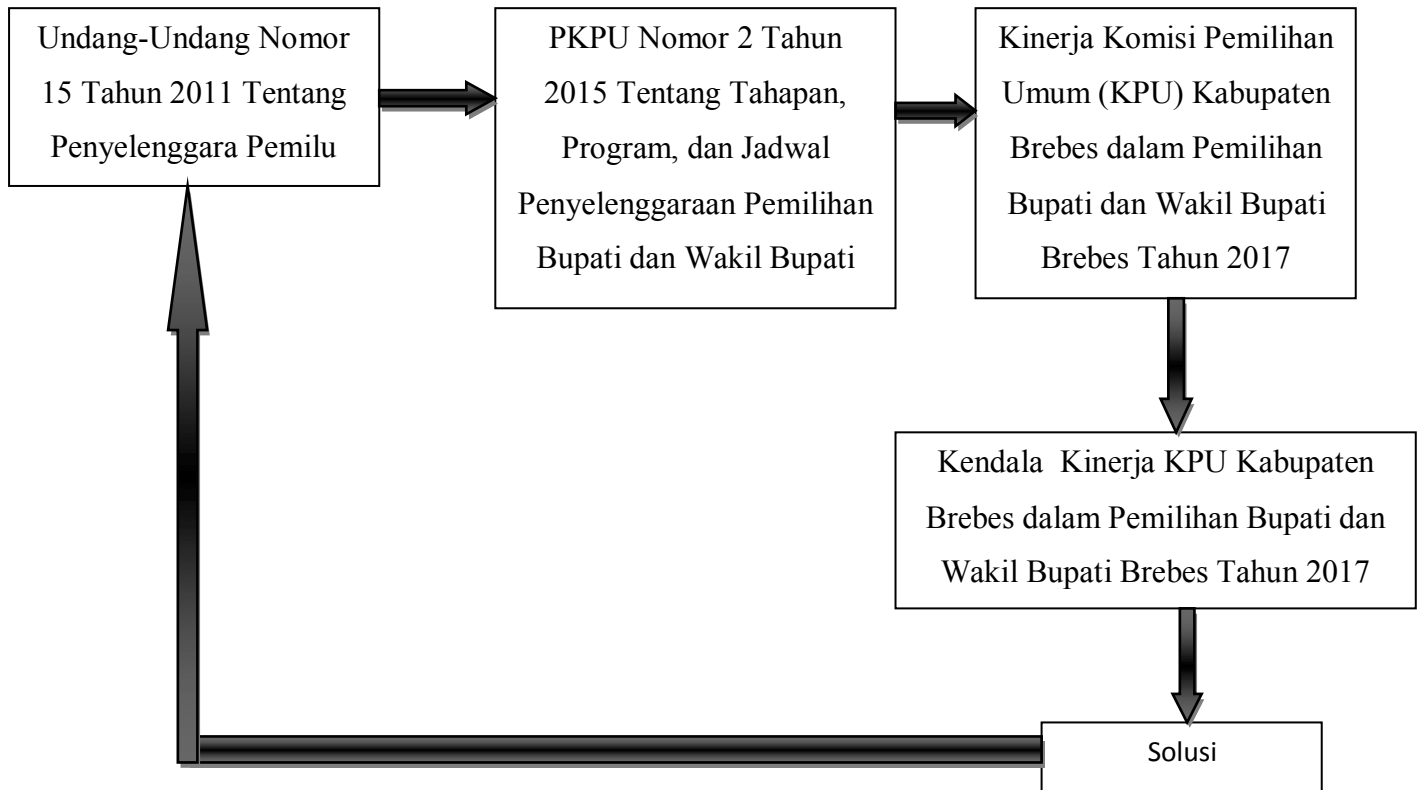 Undang-Undang Nomor
15 Tahun 2011 Tentang
Penyelenggara Pemilu
PKPU Nomor 2 Tahun
2015 Tentang Tahapan,
Program, dan Jadwal
Penyelenggaraan Pemilihan
Bupati dan Wakil Bupati
Kinerja Komisi Pemilihan
Umum (KPU) Kabupaten
Brebes dalam Pemilihan
Bupati dan Wakil Bupati
Brebes Tahun 2017
Kendala Kinerja KPU Kabupaten
Brebes dalam Pemilihan Bupati dan
Wakil Bupati Brebes Tahun 2017
Solusi